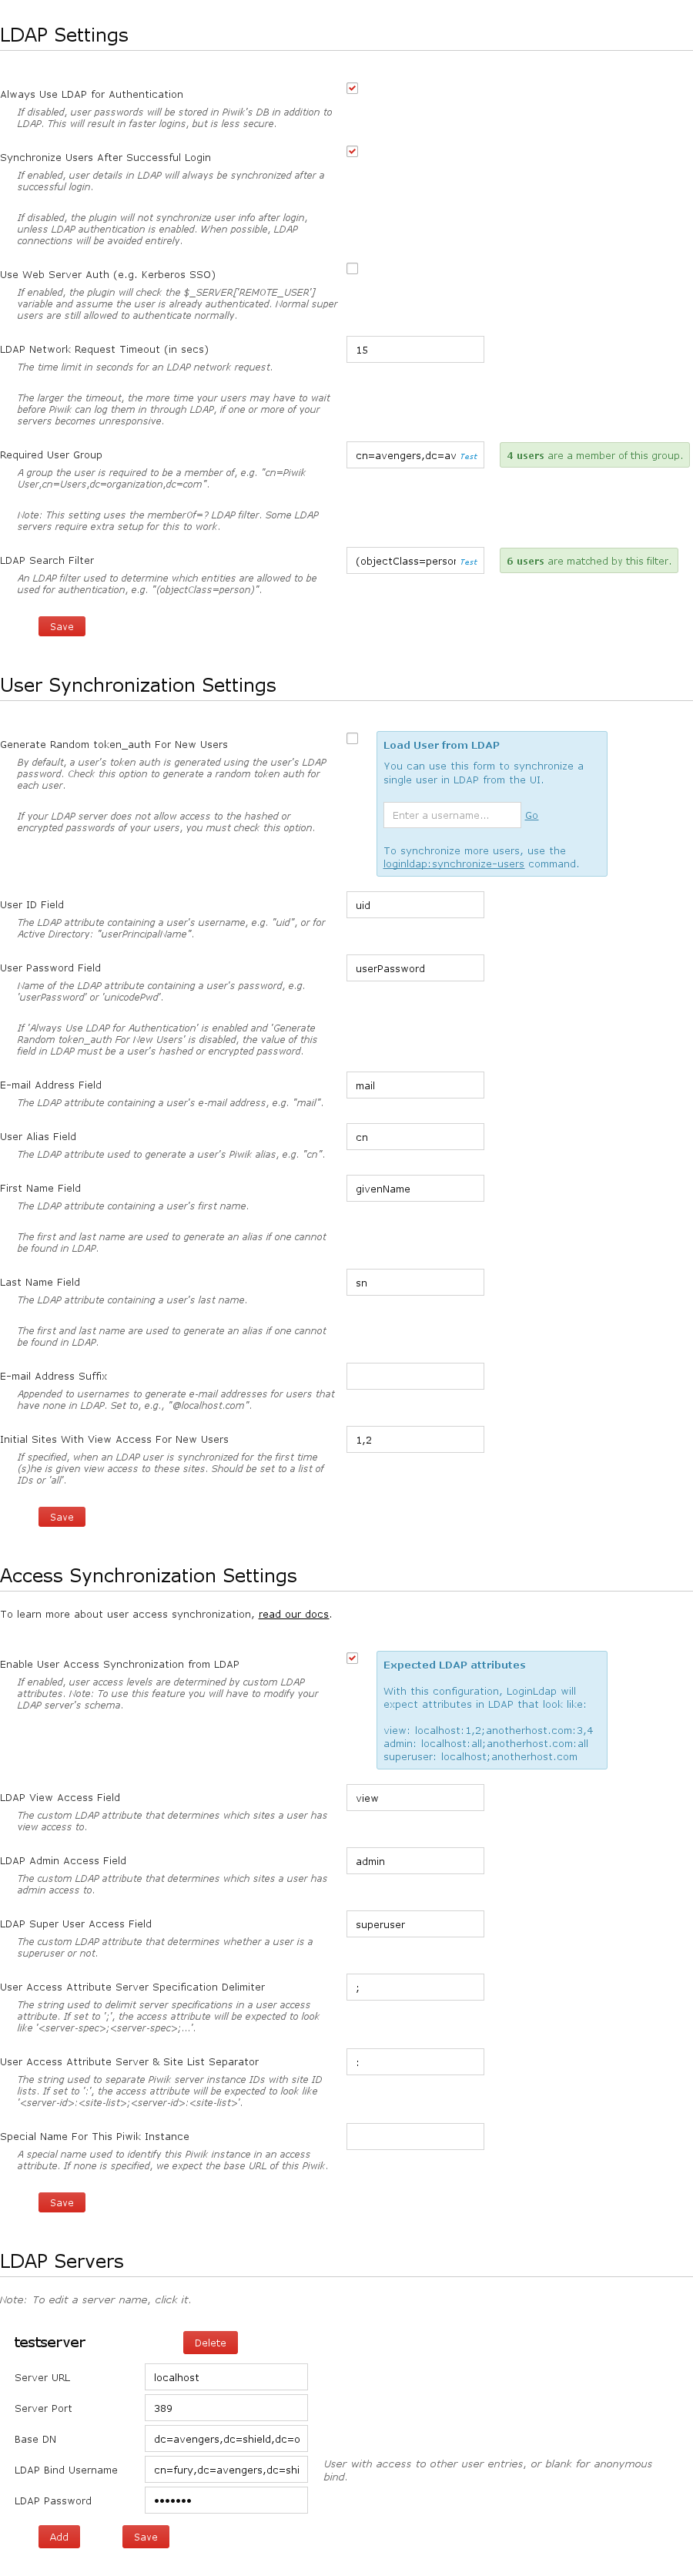 LDAP Settings
Always Use LDAP for Authentication
If disabled, user passwords will be stored in Piwik's DB in addition to
LDAP. This will result in faster logins, but is less secure.
Synchronize Users After Successful Login
If enabled, user details in LDAP will always be synchronized after a
successful login.
If disabled, the plugin will not synchronize user info after login,
unless LDAP authentication is enabled. When possible, LDAP
connections will be avoided entirely.
Use Web Server Auth (e.g. Kerberos SSO)
If enabled, the plugin will check the $_SERVER['REMOTE_USER']
variable and assume the user is already authenticated. Normal super
users are still allowed to authenticate normally.
LDAP Network Request Timeout (in secs)
15
The time limit in seconds for an LDAP network request.
The larger the timeout, the more time your users may have to wait
before Piwik can log them in through LDAP, if one or more of your
servers becomes unresponsive.
Required User Group
cn=avengers,dc=av Test
4 users are a member of this group.
A group the user is required to be a member of, e.g. "cn=Piwik
User,cn=Users,dc=organization,dc=com".
Note: This setting uses the memberOf=? LDAP filter. Some LDAP
servers require extra setup for this to work.
LDAP Search Filter
(objectClass=person Test
6 users are matched by this filter.
An LDAP filter used to determine which entities are allowed to be
used for authentication, e.g. "(objectClass=person)".
Save
User Synchronization Settings
Generate Random token_auth For New Users
By default, a user's token auth is generated using the user's LDAP
password. Check this option to generate a random token auth for
each user.
If your LDAP server does not allow access to the hashed or
encrypted passwords of your users, you must check this option.
Load User from LDAP
You can use this form to synchronize a
single user in LDAP from the UI.
Enter a username... Go
To synchronize more users, use the
loginldap:synchronize-users command.
User ID Field
uid
The LDAP attribute containing a user's username, e.g. "uid", or for
Active Directory: "userPrincipalName".
User Password Field
userPassword
Name of the LDAP attribute containing a user's password, e.g.
'userPassword' or 'unicodePwd'.
If 'Always Use LDAP for Authentication' is enabled and 'Generate
Random token_auth For New Users' is disabled, the value of this
field in LDAP must be a user's hashed or encrypted password.
E-mail Address Field
mail
The LDAP attribute containing a user's e-mail address, e.g. "mail".
User Alias Field
cn
The LDAP attribute used to generate a user's Piwik alias, e.g. "cn".
First Name Field
givenName
The LDAP attribute containing a user's first name.
The first and last name are used to generate an alias if one cannot
be found in LDAP.
Last Name Field
sn
The LDAP attribute containing a user's last name.
The first and last name are used to generate an alias if one cannot
be found in LDAP.
E-mail Address Suffix
Appended to usernames to generate e-mail addresses for users that
have none in LDAP. Set to, e.g., "@localhost.com".
Initial Sites With View Access For New Users
1,2
If specified, when an LDAP user is synchronized for the first time
(s)he is given view access to these sites. Should be set to a list of
IDs or 'all'.
Save
Access Synchronization Settings
To learn more about user access synchronization, read our docs.
Enable User Access Synchronization from LDAP
If enabled, user access levels are determined by custom LDAP
attributes. Note: To use this feature you will have to modify your
LDAP server's schema.
Expected LDAP attributes
With this configuration, LoginLdap will
expect attributes in LDAP that look like:
view: localhost:1,2;anotherhost.com:3,4
admin: localhost:all;anotherhost.com:all
superuser: localhost;anotherhost.com
LDAP View Access Field
view
The custom LDAP attribute that determines which sites a user has
view access to.
LDAP Admin Access Field
admin
The custom LDAP attribute that determines which sites a user has
admin access to.
LDAP Super User Access Field
superuser
The custom LDAP attribute that determines whether a user is a
superuser or not.
User Access Attribute Server Specification Delimiter
;
The string used to delimit server specifications in a user access
attribute. If set to ';', the access attribute will be expected to look
like '<server-spec>;<server-spec>;...'.
User Access Attribute Server & Site List Separator
:
The string used to separate Piwik server instance IDs with site ID
lists. If set to ':', the access attribute will be expected to look like
'<server-id>:<site-list>;<server-id>:<site-list>'.
Special Name For This Piwik Instance
A special name used to identify this Piwik instance in an access
attribute. If none is specified, we expect the base URL of this Piwik.
Save
LDAP Servers
Note: To edit a server name, click it.
testserver
Delete
Server URL
localhost
Server Port
389
Base DN
dc=avengers,dc=shield,dc=o
LDAP Bind Username
cn=fury,dc=avengers,dc=shi
User with access to other user entries, or blank for anonymous
bind.
LDAP Password
•••••••
Add
Save